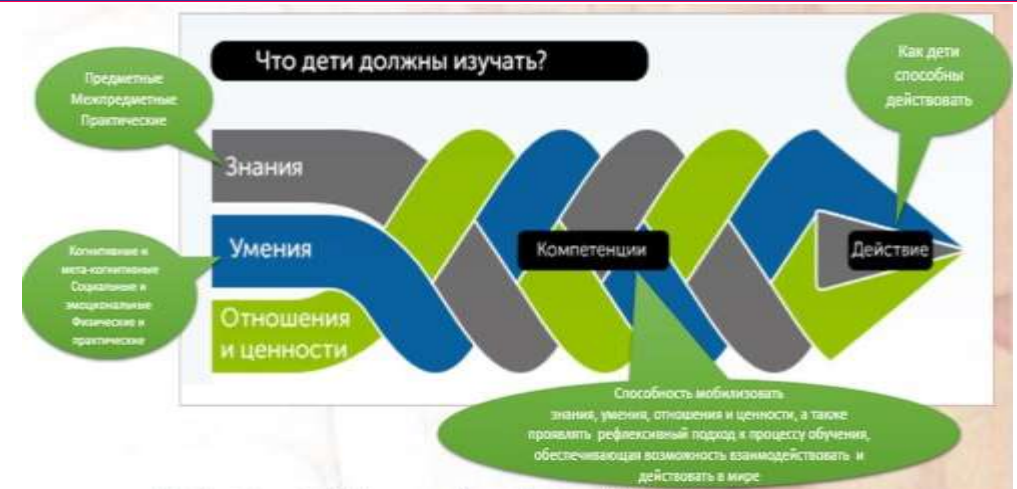 Что дети должны изучать?
Предметные
Межпредметные
Практические
Как дети
способны
действовать
Знания
Умения
Когнитивные и
мета-когнитивные
Социальные и
эмоциональные
Физические и
практические
Компетенции
Действие
Отношения
и ценности
Способность мобилизовать
знания, умения, отношения и ценности, а также
проявлять рефлексивный подход к процессу обучения,
обеспечивающая возможность взаимодействовать и
действовать в мире